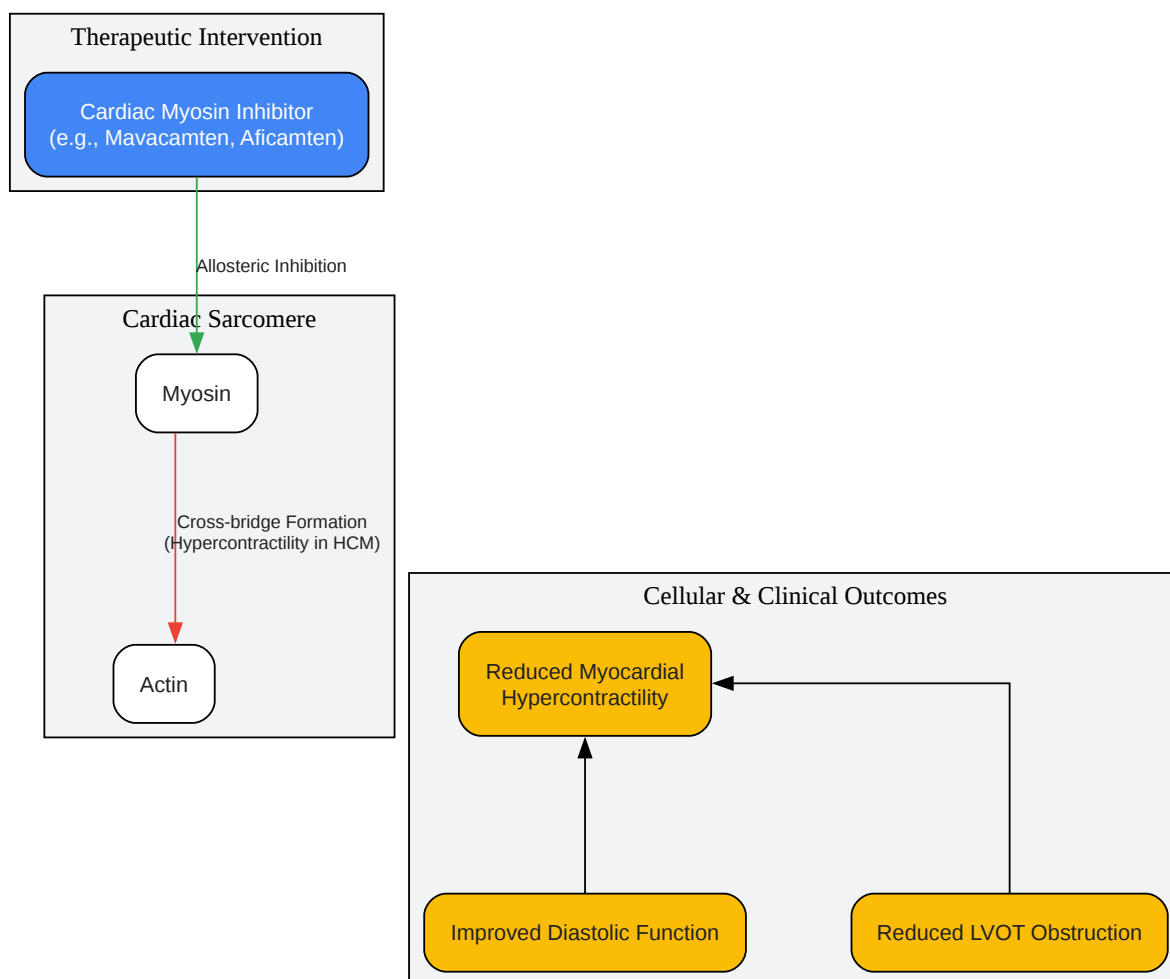 Therapeutic Intervention
Cardiac Myosin Inhibitor
(e.g., Mavacamten, Aficamten)
Allosteric Inhibition
Cardiac Sarcomere
Myosin
Cross-bridge Formation
(Hypercontractility in HCM)
Actin
Cellular & Clinical Outcomes
Reduced Myocardial
Hypercontractility
Improved Diastolic Function
Reduced LVOT Obstruction